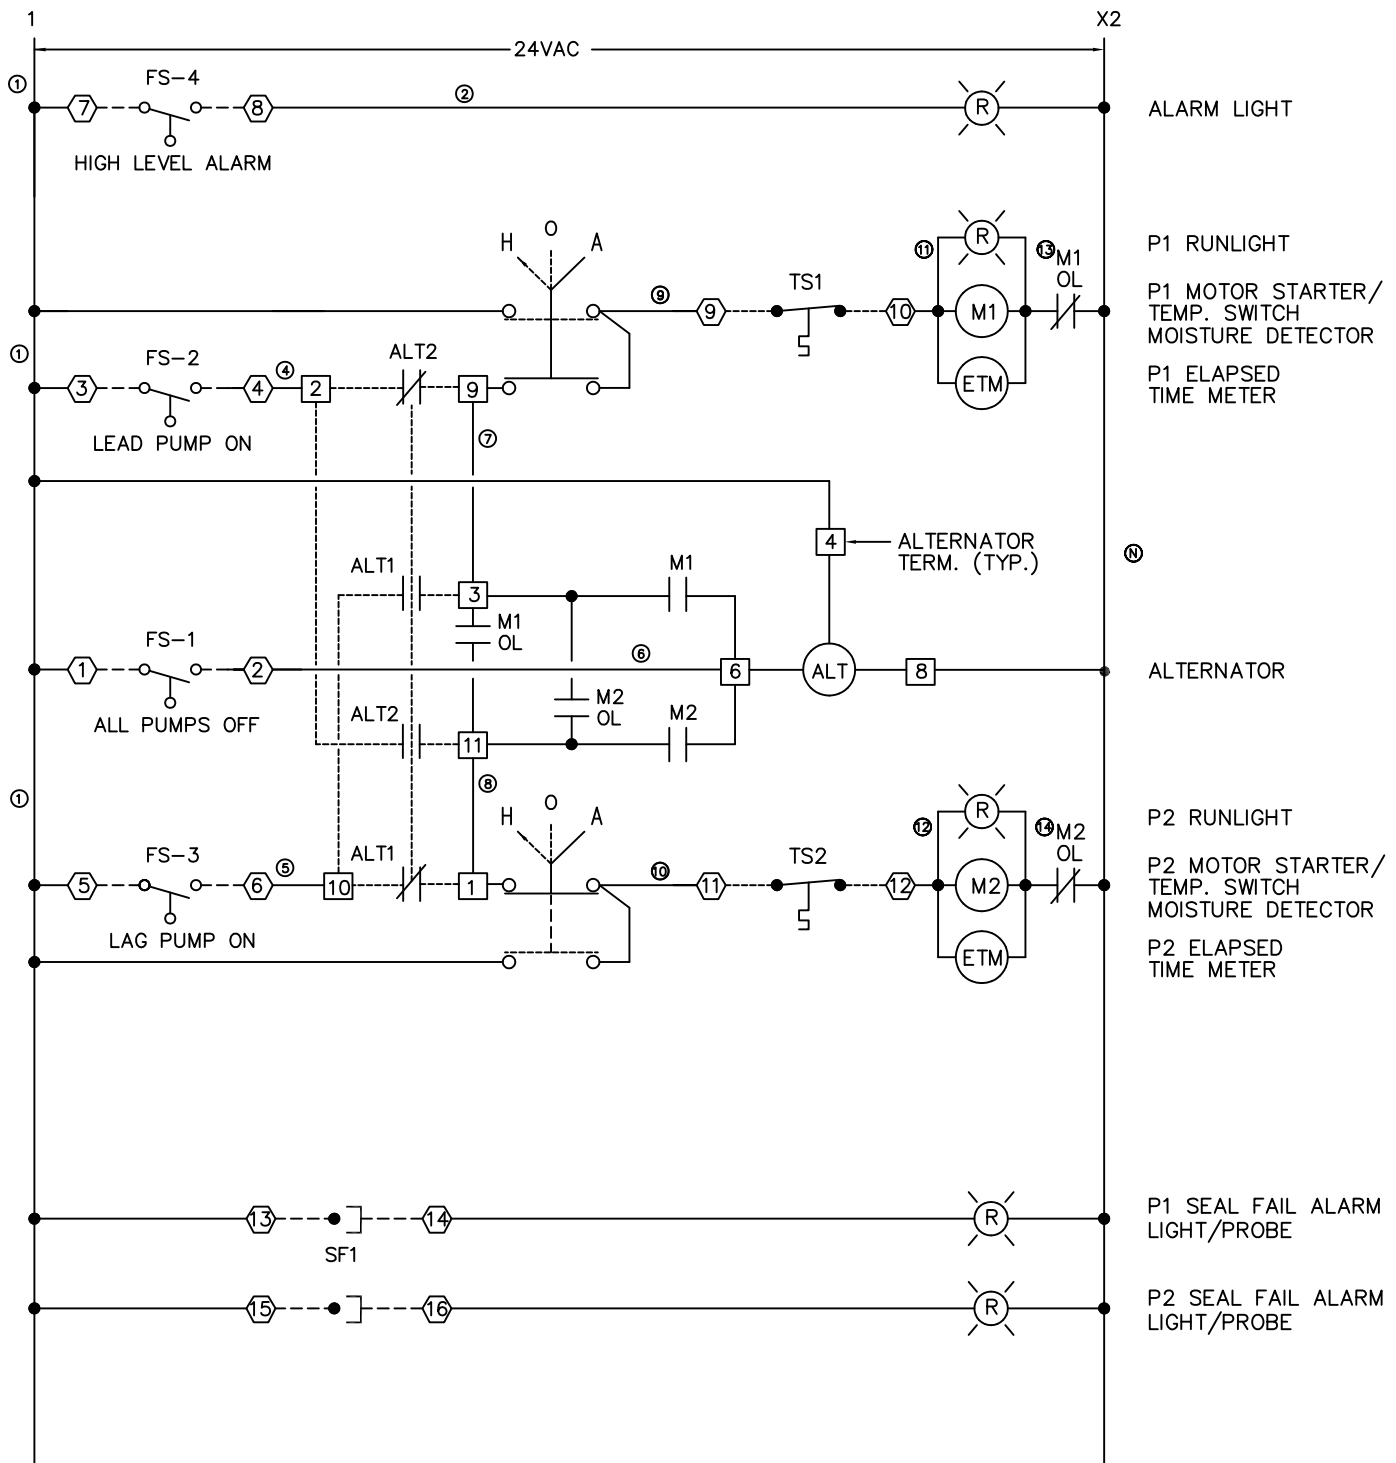 1 X2
24VAC
① FS-4
7 8 ② R ALARM LIGHT
HIGH LEVEL ALARM
H O A
⑪ R ⑬ P1 RUNLIGHT
M1
OL
TS1
⑨ 9 10 M1
P1 MOTOR STARTER/
TEMP. SWITCH
MOISTURE DETECTOR
① FS-2 ALT2
3 4 ④ 2 9 ETM
P1 ELAPSED
TIME METER
LEAD PUMP ON
⑦
4 ALTERNATOR
TERM. (TYP.)
Ⓝ
ALT1 M1
3
M1
OL
FS-1
1 2 ⑥ 6 ALT 8 ALTERNATOR
M2
OL
ALL PUMPS OFF
ALT2 M2
11
①
⑧
H O A
⑫ R ⑭ P2 RUNLIGHT
M2
OL
FS-3 ALT1 TS2
5 6 ⑤ 10 1 ⑩ 11 12 M2
P2 MOTOR STARTER/
TEMP. SWITCH
MOISTURE DETECTOR
LAG PUMP ON
ETM
P2 ELAPSED
TIME METER
13 14 R
P1 SEAL FAIL ALARM
LIGHT/PROBE
SF1
15 16 R
P2 SEAL FAIL ALARM
LIGHT/PROBE